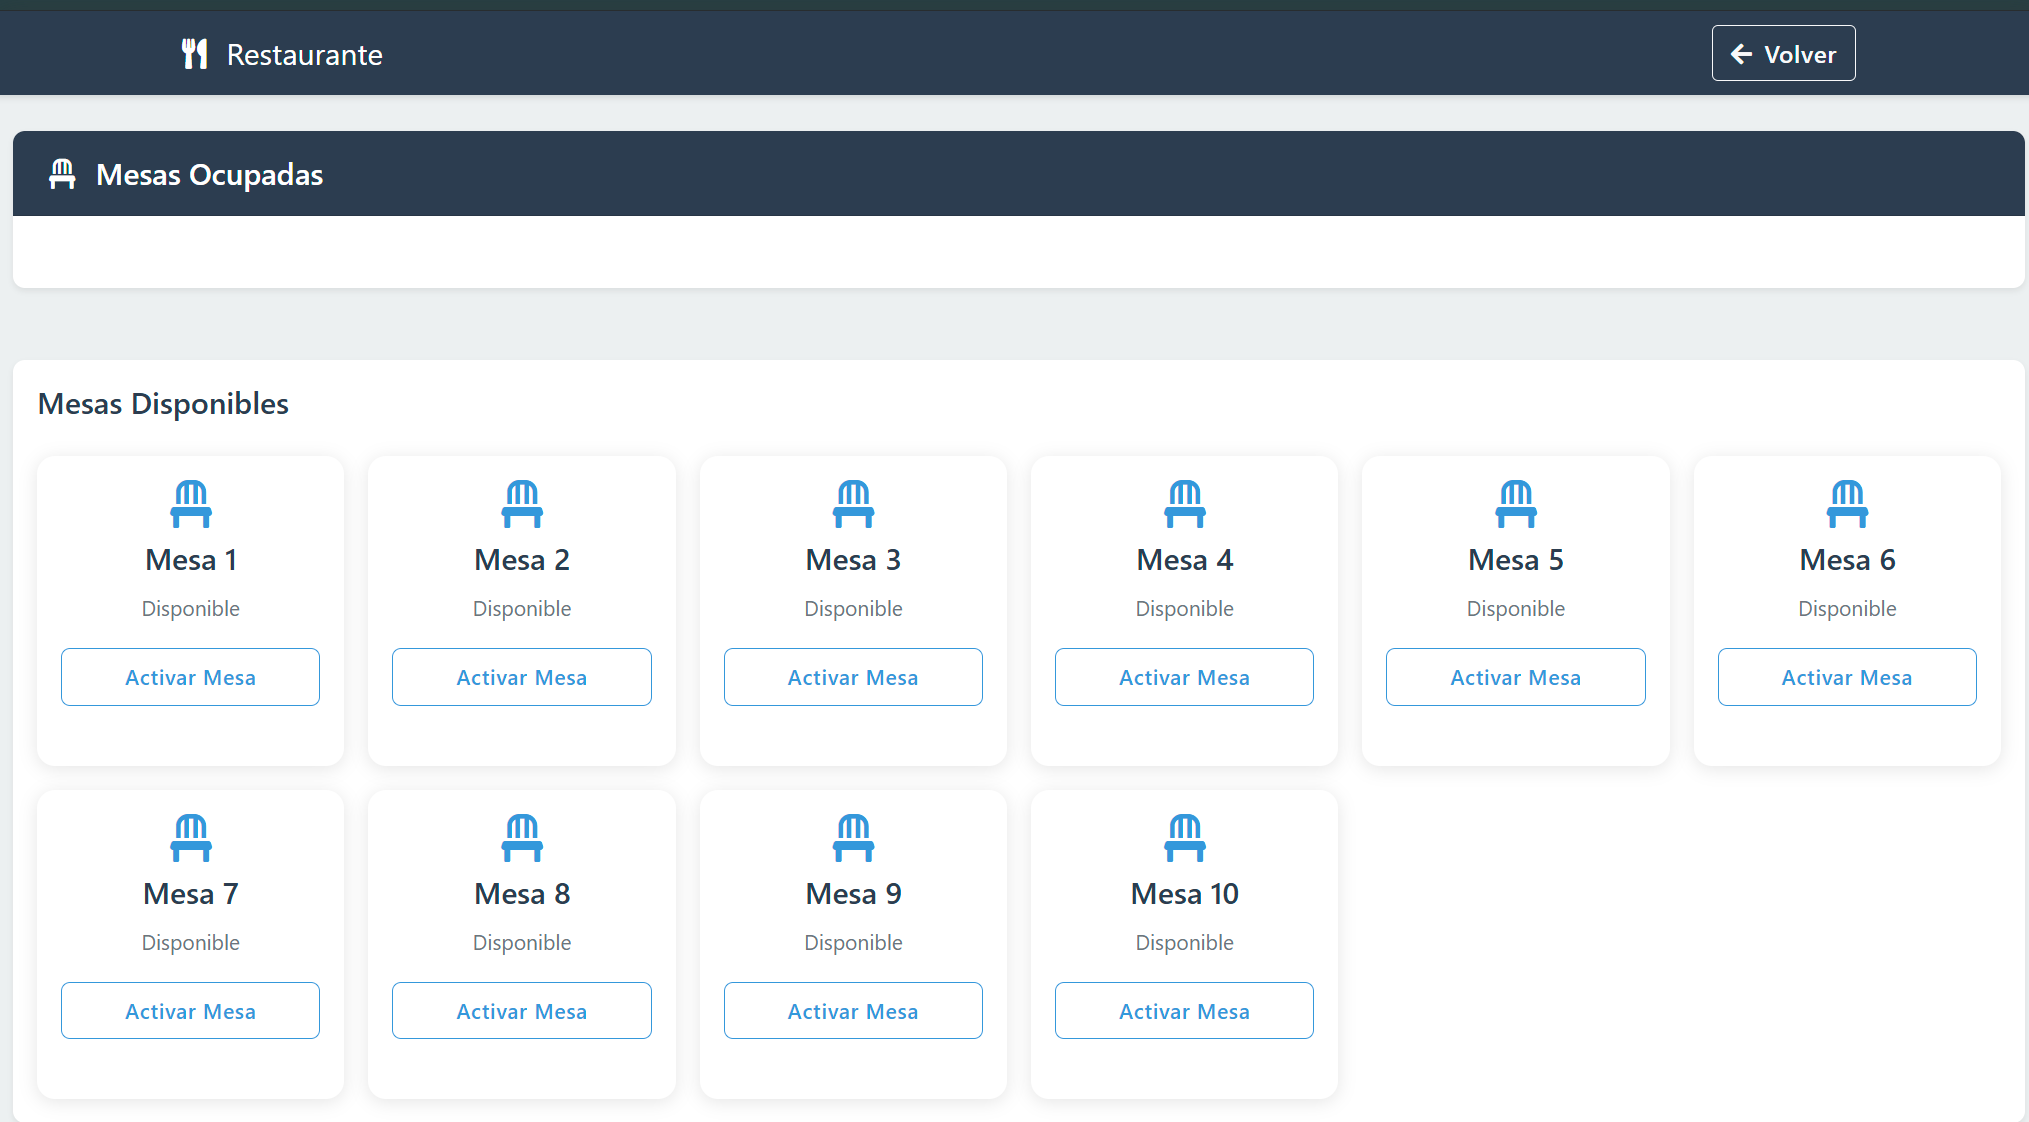 Restaurante
Volver
Mesas Ocupadas
Mesas Disponibles
Mesa 1
Disponible
Activar Mesa
Mesa 2
Disponible
Activar Mesa
Mesa 3
Disponible
Activar Mesa
Mesa 4
Disponible
Activar Mesa
Mesa 5
Disponible
Activar Mesa
Mesa 6
Disponible
Activar Mesa
Mesa 7
Disponible
Activar Mesa
Mesa 8
Disponible
Activar Mesa
Mesa 9
Disponible
Activar Mesa
Mesa 10
Disponible
Activar Mesa